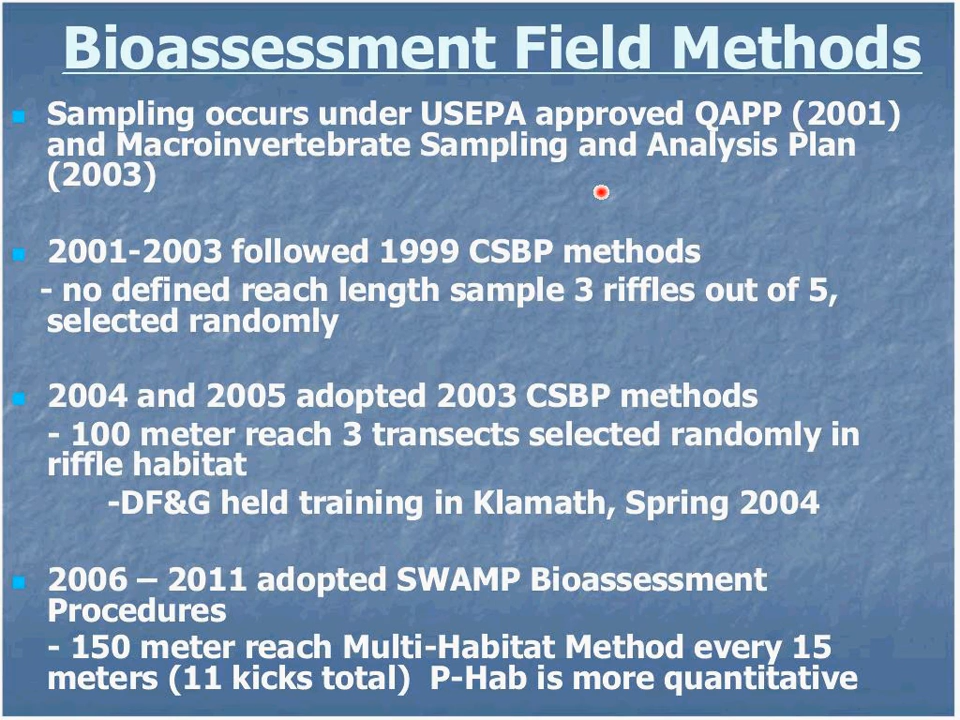 Bioassessment Field Methods
Sampling occurs under USEPA approved QAPP (2001)
and Macroinvertebrate Sampling and Analysis Plan
(2003)
2001-2003 followed 1999 CSBP methods
- no defined reach length sample 3 riffles out of 5,
selected randomly
2004 and 2005 adopted 2003 CSBP methods
- 100 meter reach 3 transects selected randomly in
riffle habitat
-DF&G held training in Klamath, Spring 2004
2006 – 2011 adopted SWAMP Bioassessment
Procedures
- 150 meter reach Multi-Habitat Method every 15
meters (11 kicks total)  P-Hab is more quantitative